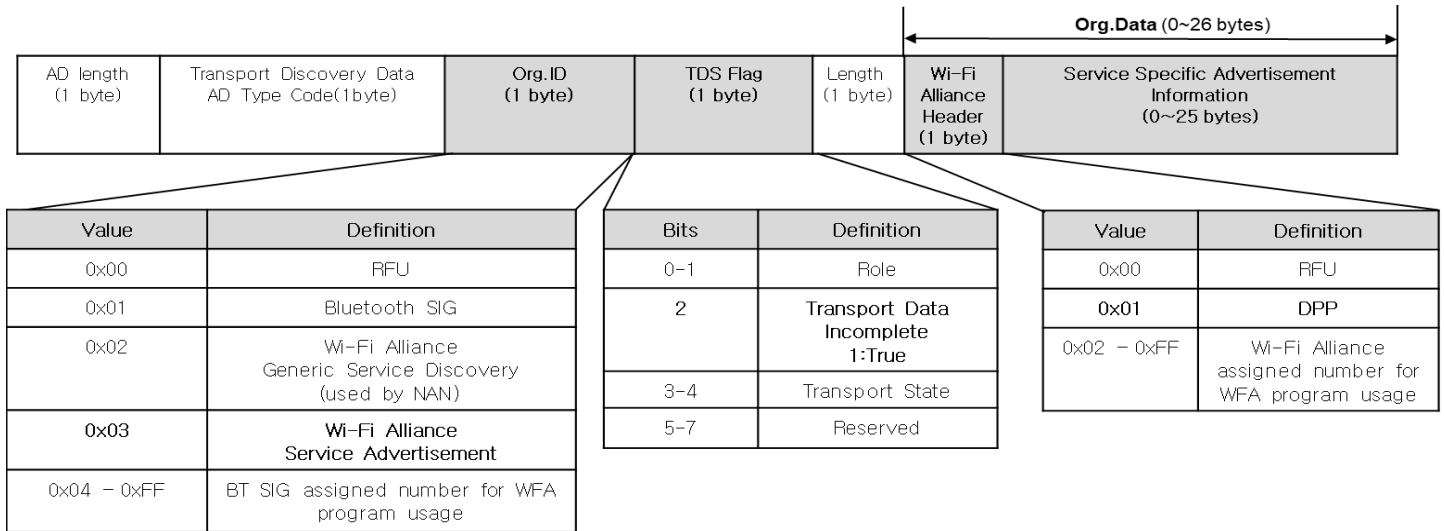 Org.Data (0~26 bytes)
AD length
(1 byte)
Transport Discovery Data
AD Type Code(1byte)
Org.ID
(1 byte)
TDS Flag
(1 byte)
Length
(1 byte)
Wi-Fi
Alliance
Header
(1 byte)
Service Specific Advertisement
Information
(0~25 bytes)
Value
Definition
0x00
RFU
0x01
Bluetooth SIG
0x02
Wi-Fi Alliance
Generic Service Discovery
(used by NAN)
0x03
Wi-Fi Alliance
Service Advertisement
0x04 - 0xFF
BT SIG assigned number for WFA
program usage
Bits
Definition
0-1
Role
2
Transport Data
Incomplete
1:True
3-4
Transport State
5-7
Reserved
Value
Definition
0x00
RFU
0x01
DPP
0x02 - 0xFF
Wi-Fi Alliance
assigned number for
WFA program usage